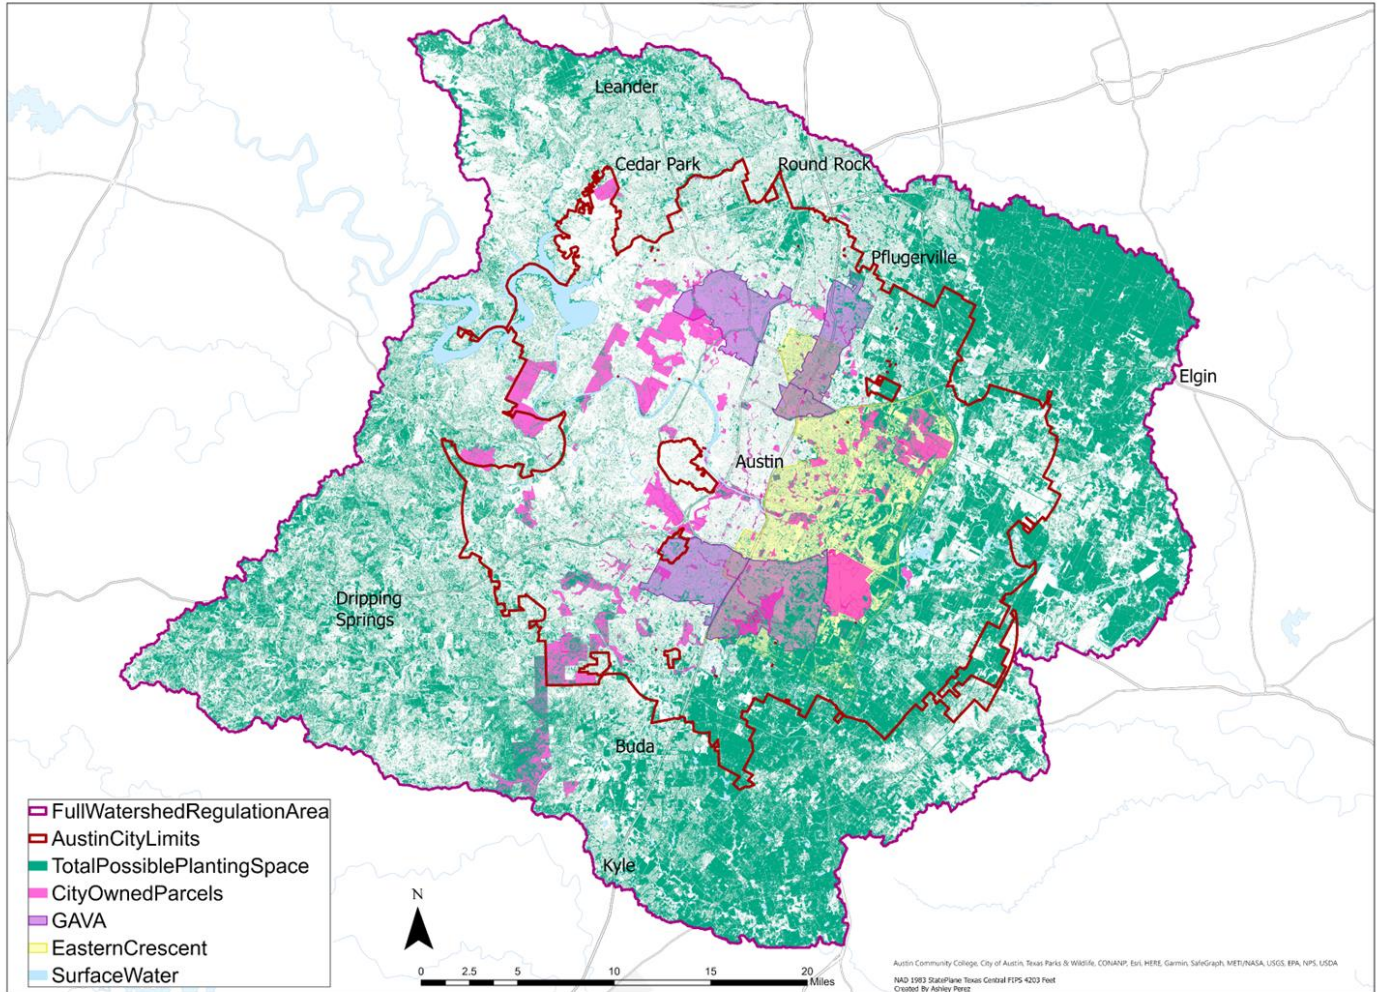 Leander
Cedar Park
Round Rock
Pflugerville
Elgin
Austin
Dripping
Springs
Buda
Kyle
FullWatershedRegulationArea
AustinCityLimits
TotalPossiblePlantingSpace
CityOwnedParcels
GAVA
EasternCrescent
SurfaceWater
N
0 2.5 5 10 15 20
Miles
Austin Community College, City of Austin, Texas Parks & Wildlife, CONANP, Esri, HERE, Garmin, SafeGraph, METI/NASA, USGS, EPA, NPS, USDA
NAD 1983 StatePlane Texas Central FIPS 4203 Feet
Created By Ashley Perez